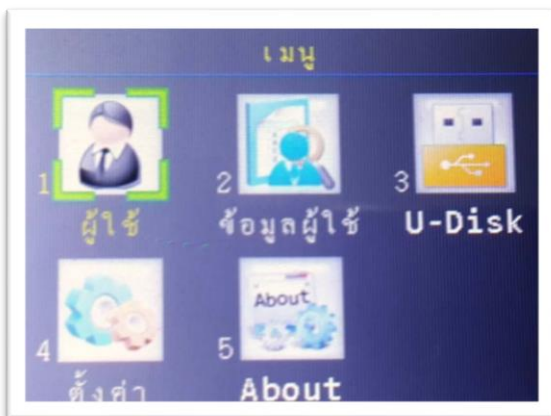 เมนู
1 ผู้ใช้
2 ข้อมูลผู้ใช้
3 U-Disk
About
4 ตั้งค่า
5 About